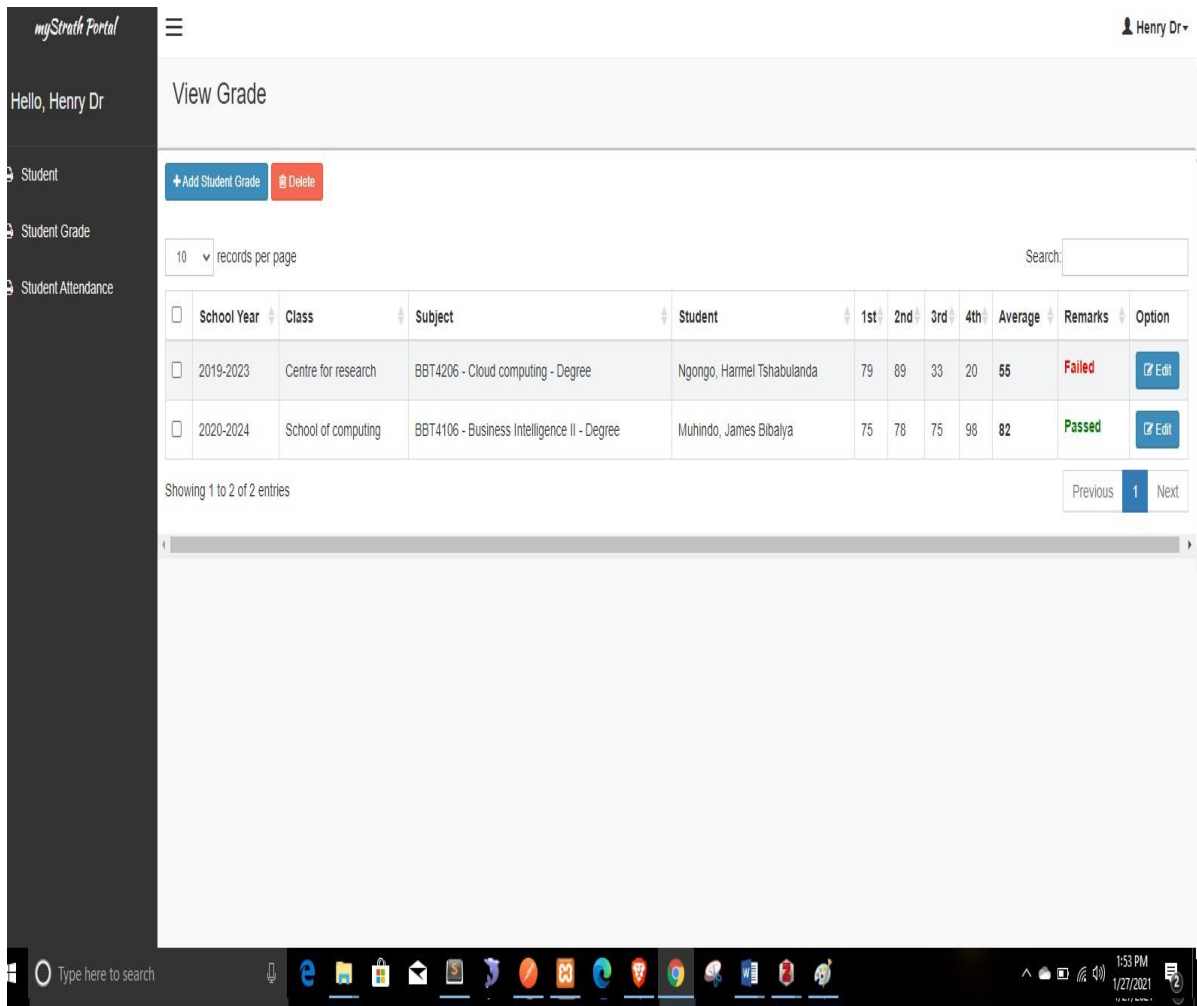 myStrath Portal
Henry Dr
Hello, Henry Dr
View Grade
Student
Student Grade
Student Attendance
+ Add Student Grade Delete
10 records per page Search:
School Year Class Subject Student 1st 2nd 3rd 4th Average Remarks Option
2019-2023 Centre for research BBT4206 - Cloud computing - Degree Ngongo, Harmel Tshabulanda 79 89 33 20 55 Failed Edit
2020-2024 School of computing BBT4106 - Business Intelligence II - Degree Muhindo, James Bibalya 75 78 75 98 82 Passed Edit
Showing 1 to 2 of 2 entries Previous 1 Next
Type here to search
1:53 PM
1/27/2021